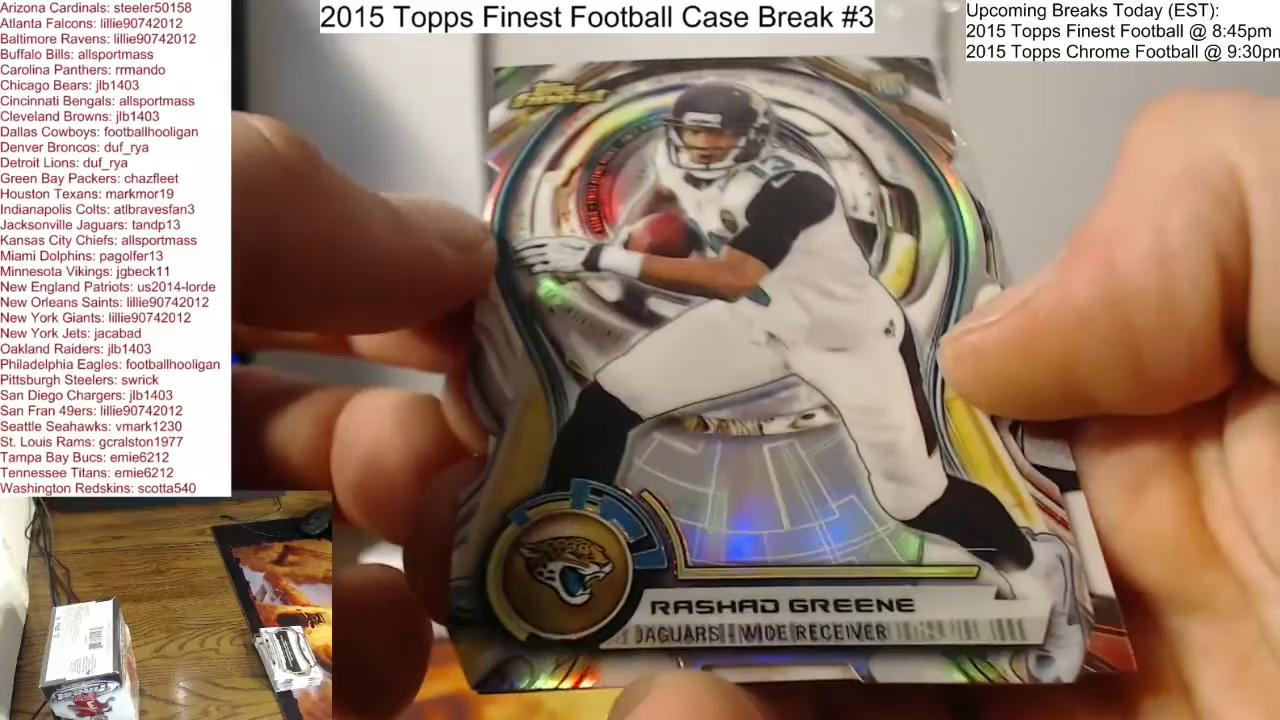 Arizona Cardinals: steeler50158
Atlanta Falcons: lillie90742012
Baltimore Ravens: lillie90742012
Buffalo Bills: allsportmass
Carolina Panthers: rrmando
Chicago Bears: jlb1403
Cincinnati Bengals: allsportmass
Cleveland Browns: jlb1403
Dallas Cowboys: footballhooligan
Denver Broncos: duf_rya
Detroit Lions: duf_rya
Green Bay Packers: chazfleet
Houston Texans: markmor19
Indianapolis Colts: atlbravesfan3
Jacksonville Jaguars: tandp13
Kansas City Chiefs: allsportmass
Miami Dolphins: pagolfer13
Minnesota Vikings: jgbeck11
New England Patriots: us2014-lorde
New Orleans Saints: lillie90742012
New York Giants: lillie90742012
New York Jets: jacabad
Oakland Raiders: jlb1403
Philadelphia Eagles: footballhooligan
Pittsburgh Steelers: swrick
San Diego Chargers: jlb1403
San Fran 49ers: lillie90742012
Seattle Seahawks: vmark1230
St. Louis Rams: gcralston1977
Tampa Bay Bucs: emie6212
Tennessee Titans: emie6212
Washington Redskins: scotta540
2015 Topps Finest Football Case Break #3
Upcoming Breaks Today (EST):
2015 Topps Finest Football @ 8:45pm
2015 Topps Chrome Football @ 9:30pm
Topps
Finest
13
RASHAD GREENE
JAGUARS WIDE RECEIVER